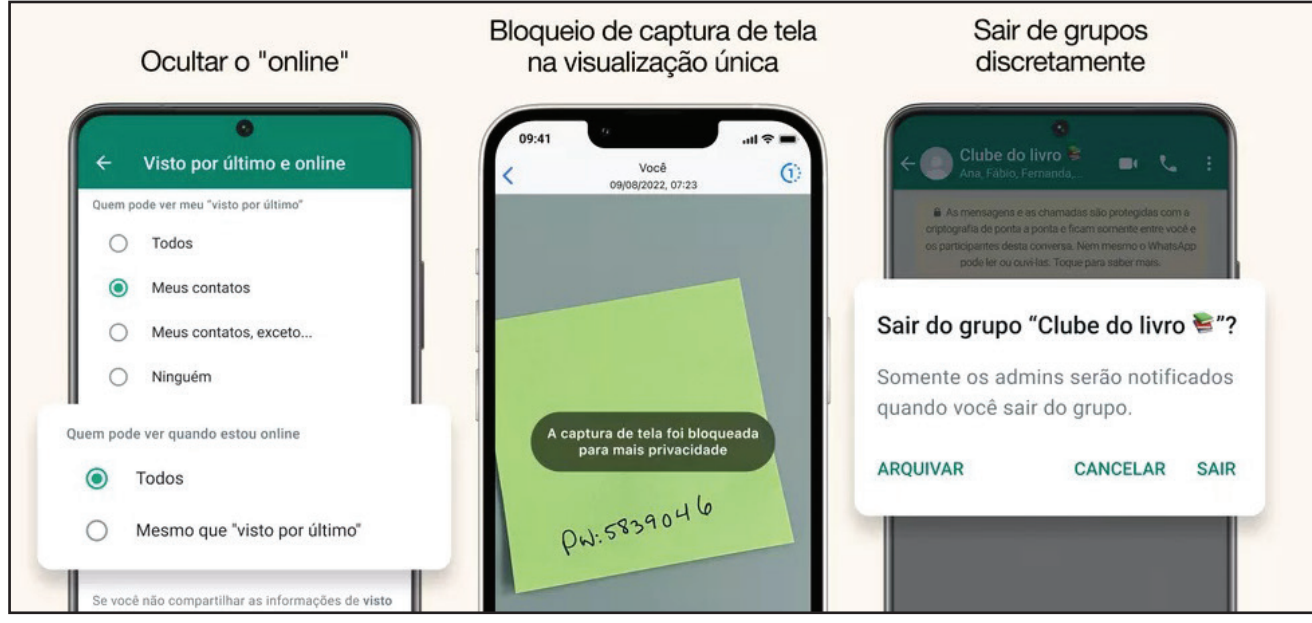 Ocultar o "online"
Visto por último e online
Quem pode ver meu “visto por último”
Todos
Meus contatos
Meus contatos, exceto...
Ninguém
Quem pode ver quando estou online
Todos
Mesmo que "visto por último"
Se você não compartilhar as informações de visto
Bloqueio de captura de tela
na visualização única
09:41
Você
09/08/2022, 07:23
1
A captura de tela foi bloqueada
para mais privacidade
PW:5839046
Sair de grupos
discretamente
Clube do livro 📚
Ana, Fábio, Fernanda,...
As mensagens e as chamadas são protegidas com a
criptografia de ponta a ponta e ficam somente entre você e
os participantes desta conversa. Nem mesmo o WhatsApp
pode ler ou ouvi-las. Toque para saber mais.
Sair do grupo “Clube do livro 📚”?
Somente os admins serão notificados
quando você sair do grupo.
ARQUIVAR CANCELAR SAIR